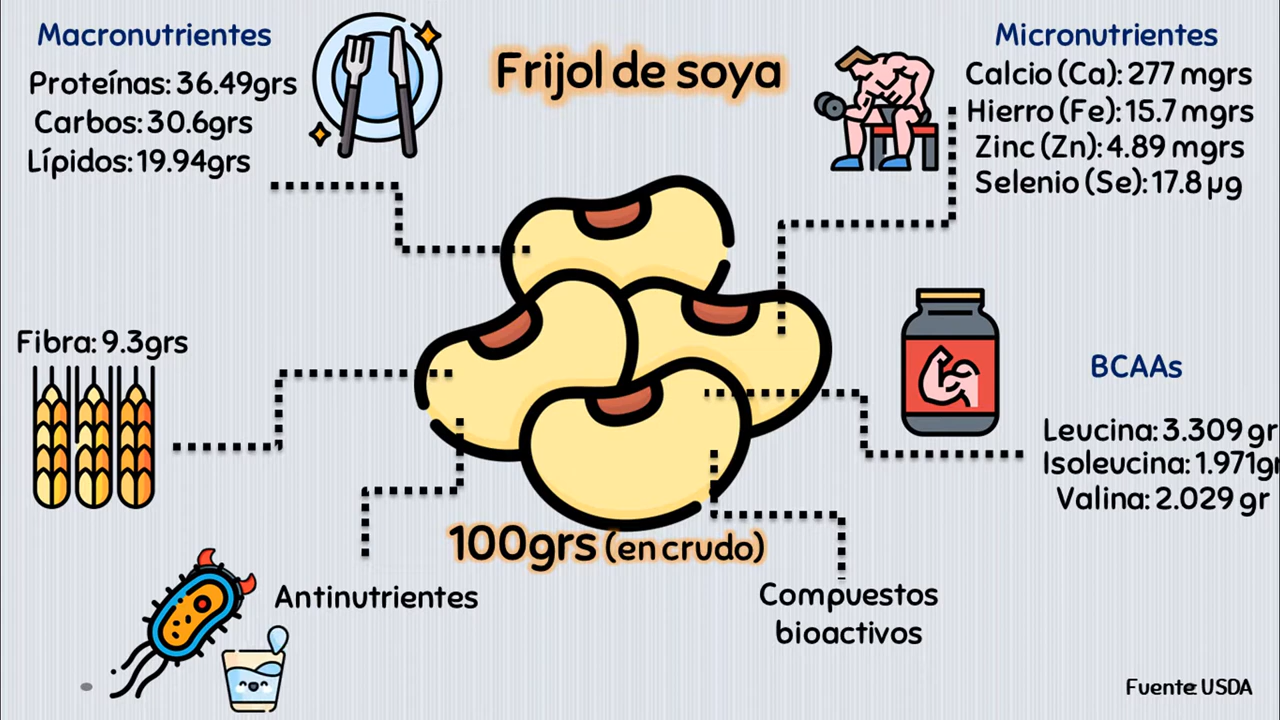 Macronutrientes
Proteínas: 36.49grs
Carbos: 30.6grs
Lípidos: 19.94grs
Frijol de soya
Micronutrientes
Calcio (Ca): 277 mgrs
Hierro (Fe): 15.7 mgrs
Zinc (Zn): 4.89 mgrs
Selenio (Se): 17.8 µg
Fibra: 9.3grs
BCAAs
Leucina: 3.309 gr
Isoleucina: 1.971gr
Valina: 2.029 gr
100grs (en crudo)
Antinutrientes
Compuestos
bioactivos
Fuente: USDA